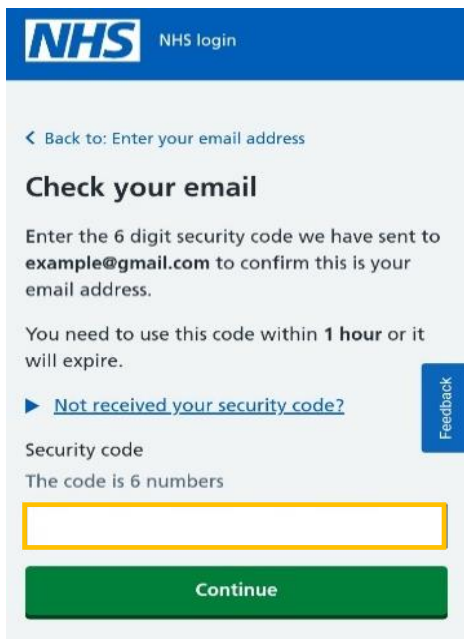 NHS NHS login
Back to: Enter your email address
Check your email
Enter the 6 digit security code we have sent to
example@gmail.com to confirm this is your
email address.
You need to use this code within 1 hour or it
will expire.
Not received your security code?
Feedback
Security code
The code is 6 numbers
Continue